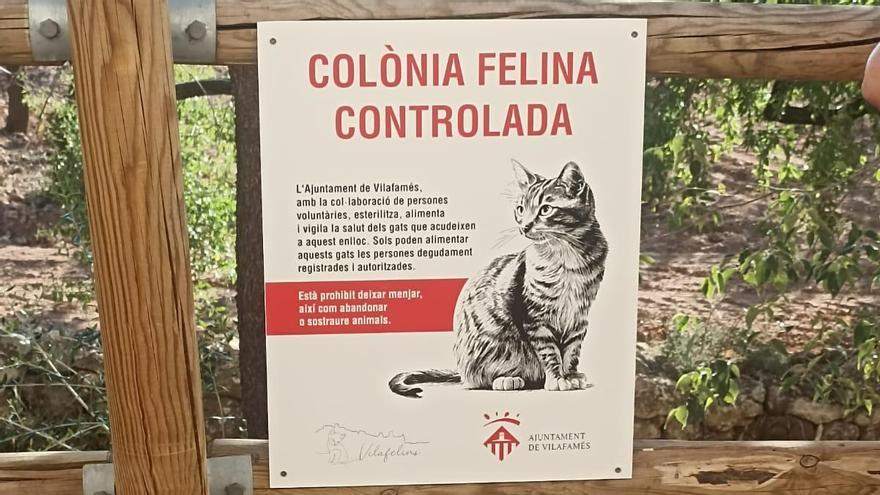 COLÒNIA FELINA
CONTROLADA
L'Ajuntament de Vilafamés,
amb la col·laboració de persones
voluntàries, esterilitza, alimenta
i vigila la salut dels gats que acudeixen
a aquest enlloc. Sols poden alimentar
aquests gats les persones degudament
registrades i autoritzades.
Està prohibit deixar menjar,
així com abandonar
o sostraure animals.
Vilafelins
AJUNTAMENT
DE VILAFAMÉS